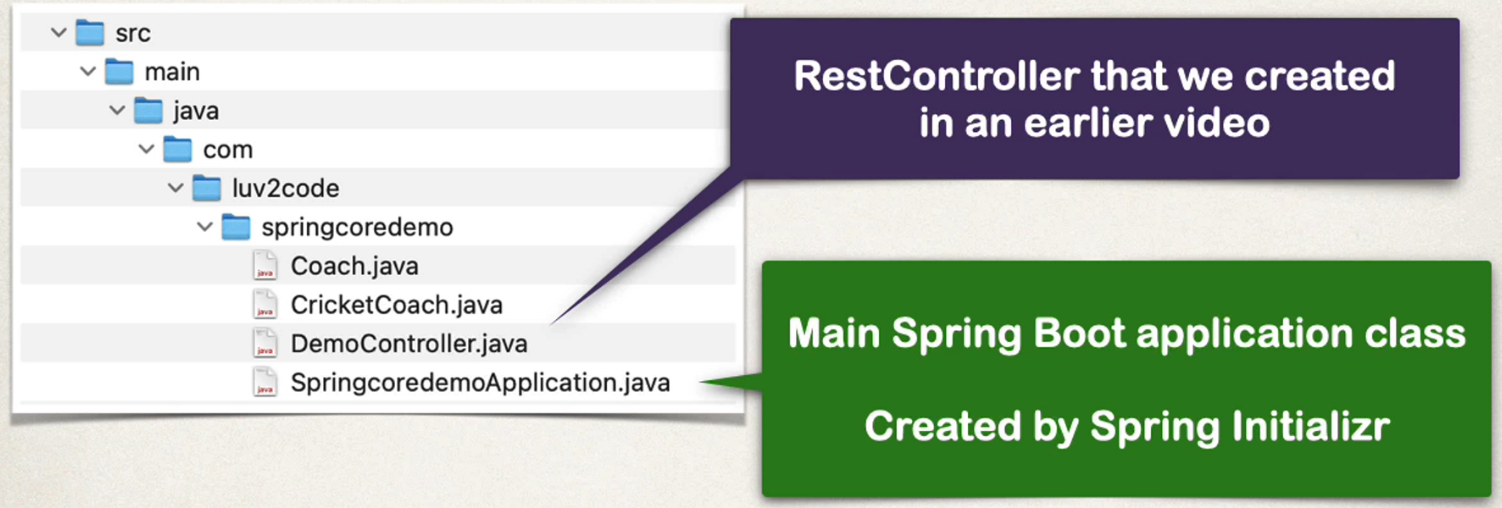 src
main
java
com
luv2code
springcoredemo
java Coach.java
java CricketCoach.java
java DemoController.java
java SpringcoredemoApplication.java
RestController that we created
in an earlier video
Main Spring Boot application class
Created by Spring Initializr